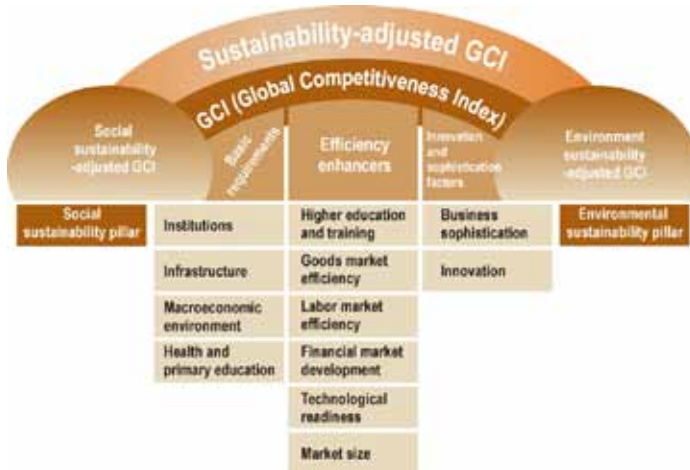 Sustainability-adjusted GCI
GCI (Global Competitiveness Index)
Social
sustainability
-adjusted GCI
Basic
requirements
Efficiency
enhancers
Innovation
and
sophistication
factors
Environment
sustainability
-adjusted GCI
Social
sustainability pillar
Institutions
Infrastructure
Macroeconomic
environment
Health and
primary education
Higher education
and training
Goods market
efficiency
Labor market
efficiency
Financial market
development
Technological
readiness
Market size
Business
sophistication
Innovation
Environmental
sustainability pillar